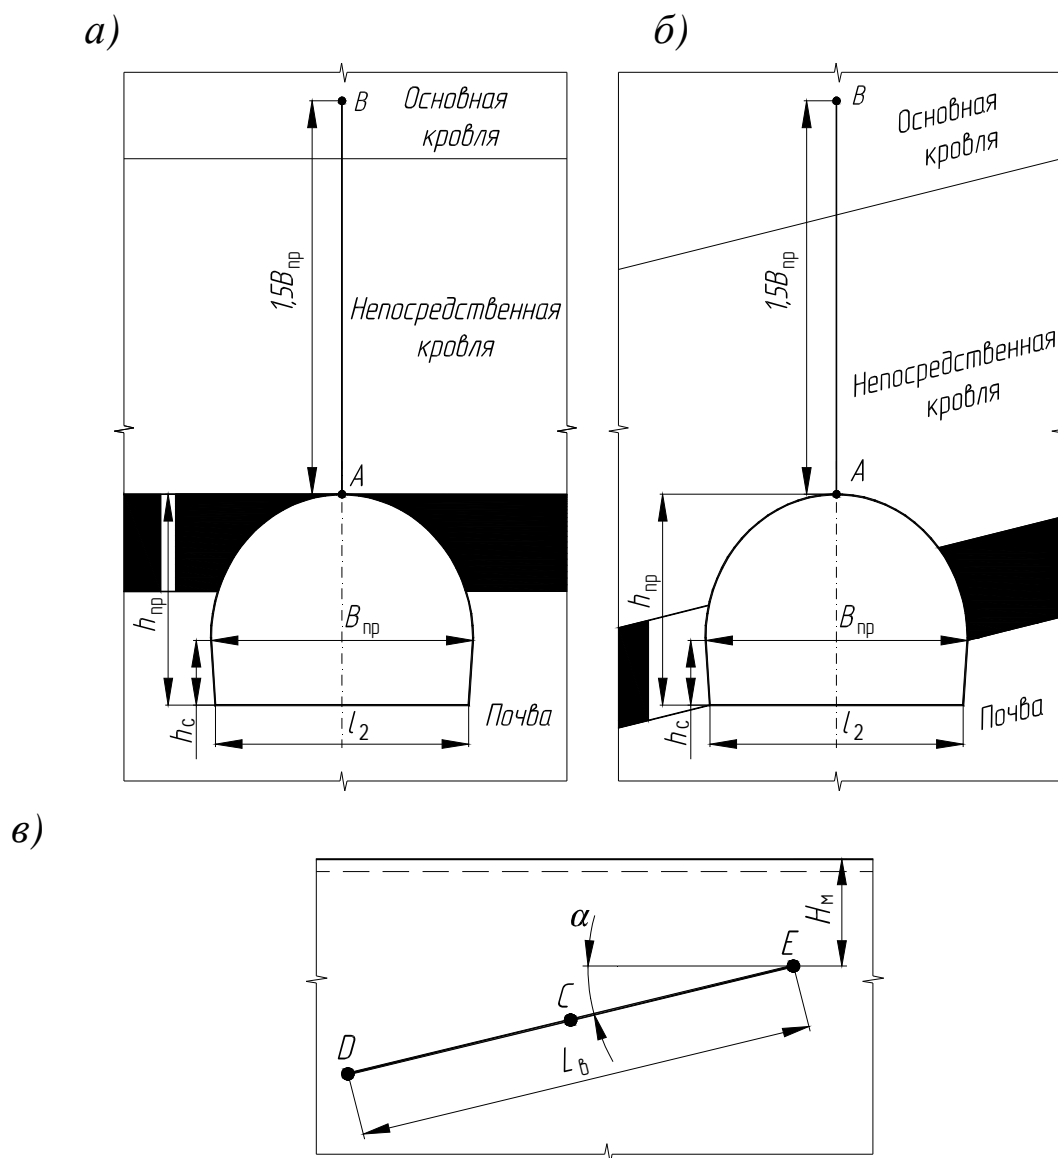 а)
B
Основная
кровля
1,5Bпр
Непосредственная
кровля
A
hпр
Bпр
hс
l2
Почва
б)
B
Основная
кровля
1,5Bпр
Непосредственная
кровля
A
hпр
Bпр
hс
l2
Почва
в)
α
Hм
E
C
D
Lв